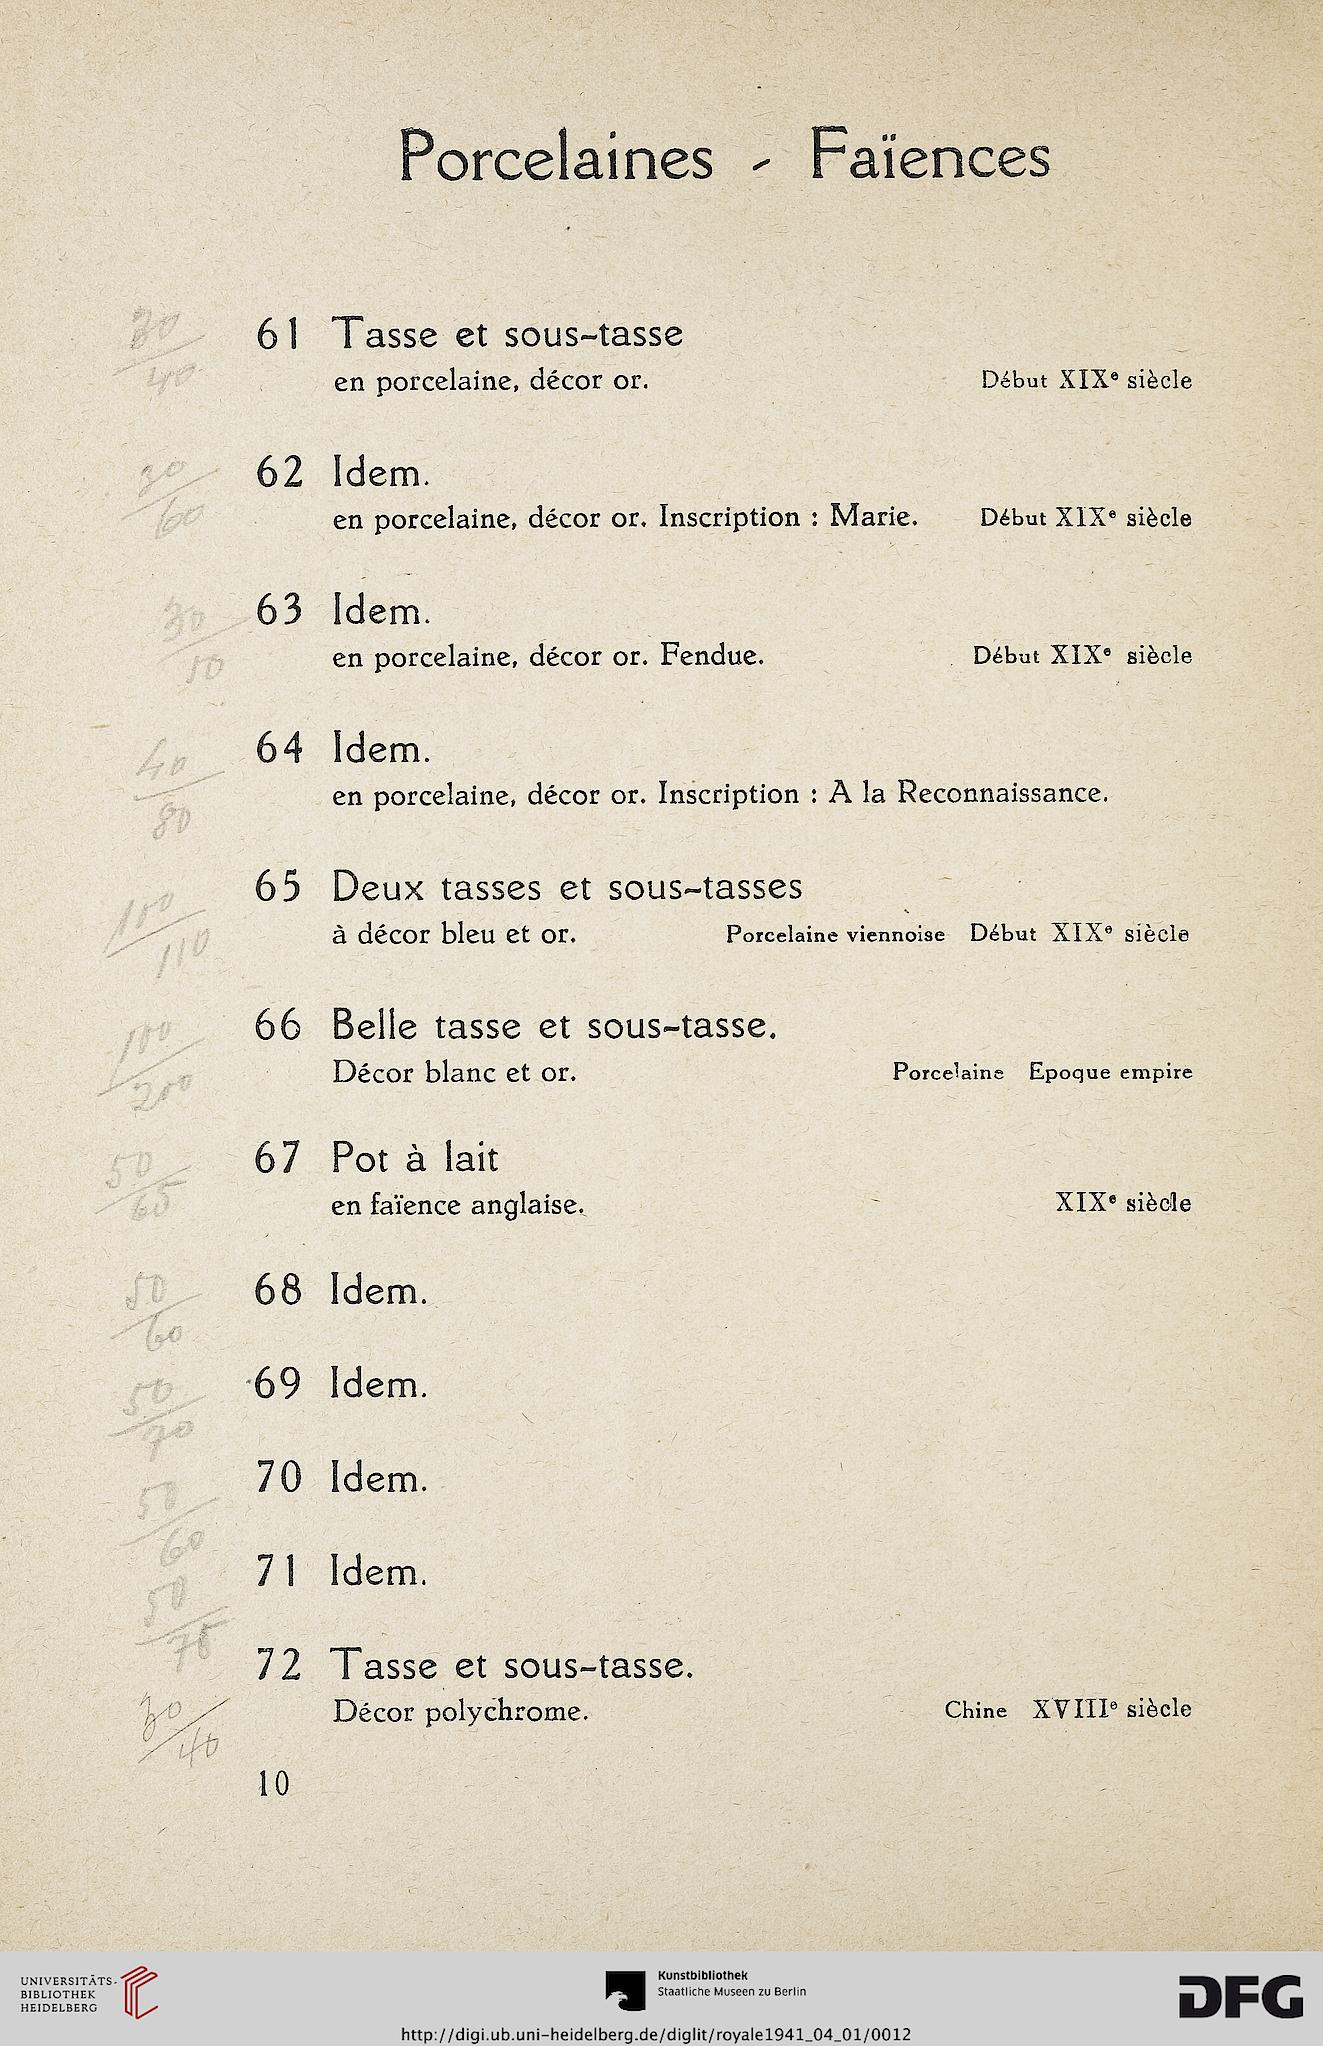 Porcelaines - Faïences
30
40
61 Tasse et sous-tasse
en porcelaine, décor or. Début XIXe siècle
30
60
62 Idem.
en porcelaine, décor or. Inscription : Marie. Début XIXe siècle
30
50
63 Idem.
en porcelaine, décor or. Fendue. Début XIXe siècle
40
80
64 Idem.
en porcelaine, décor or. Inscription : A la Reconnaissance.
100
110
65 Deux tasses et sous-tasses
à décor bleu et or. Porcelaine viennoise Début XIXe siècle
100
200
66 Belle tasse et sous-tasse.
Décor blanc et or. Porcelaine Epoque empire
50
65
67 Pot à lait
en faïence anglaise. XIXe siècle
50
60
68 Idem.
50
70
69 Idem.
50
60
70 Idem.
50
75
71 Idem.
30
40
72 Tasse et sous-tasse.
Décor polychrome. Chine XVIIIe siècle
10
UNIVERSITÄTS-
BIBLIOTHEK
HEIDELBERG
Kunstbibliothek
Staatliche Museen zu Berlin
DFG
http://digi.ub.uni-heidelberg.de/diglit/royale1941_04_01/0012